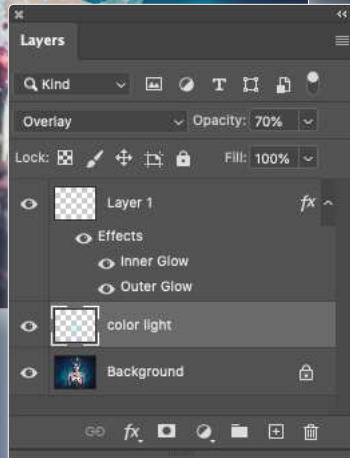 Layers
Kind
Overlay Opacity: 70%
Lock: Fill: 100%
Layer 1 fx
Effects
Inner Glow
Outer Glow
color light
Background
fx